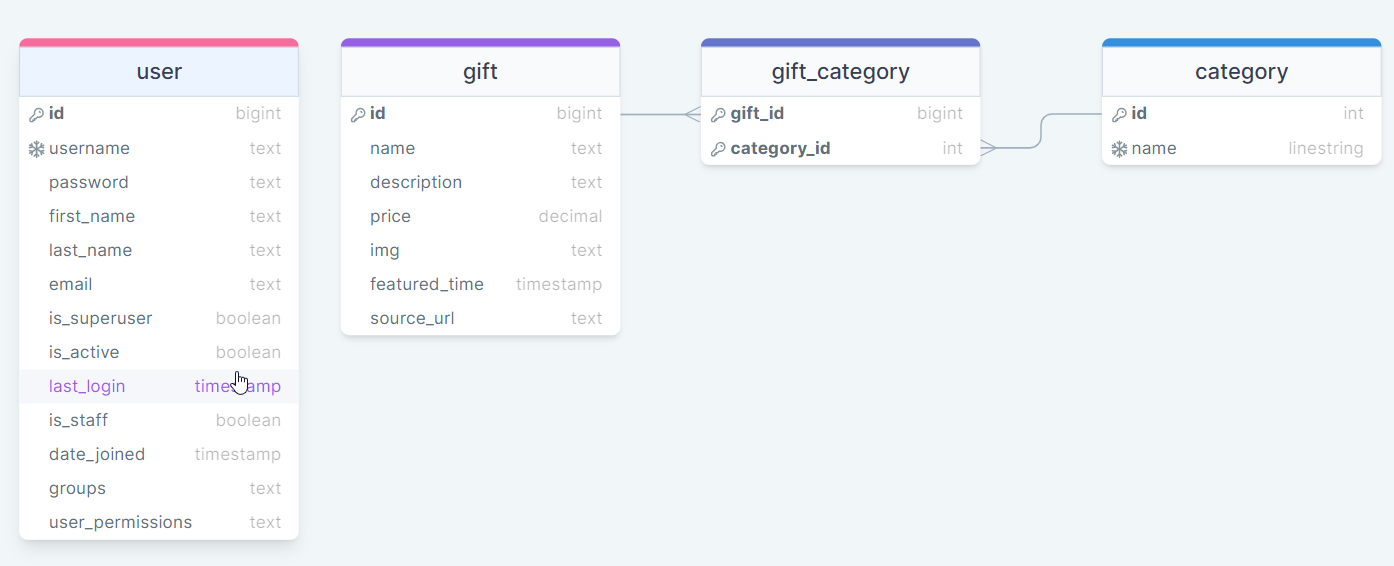 user
id bigint
username text
password text
first_name text
last_name text
email text
is_superuser boolean
is_active boolean
last_login timestamp
is_staff boolean
date_joined timestamp
groups text
user_permissions text
gift
id bigint
name text
description text
price decimal
img text
featured_time timestamp
source_url text
gift_category
gift_id bigint
category_id int
category
id int
name linestring